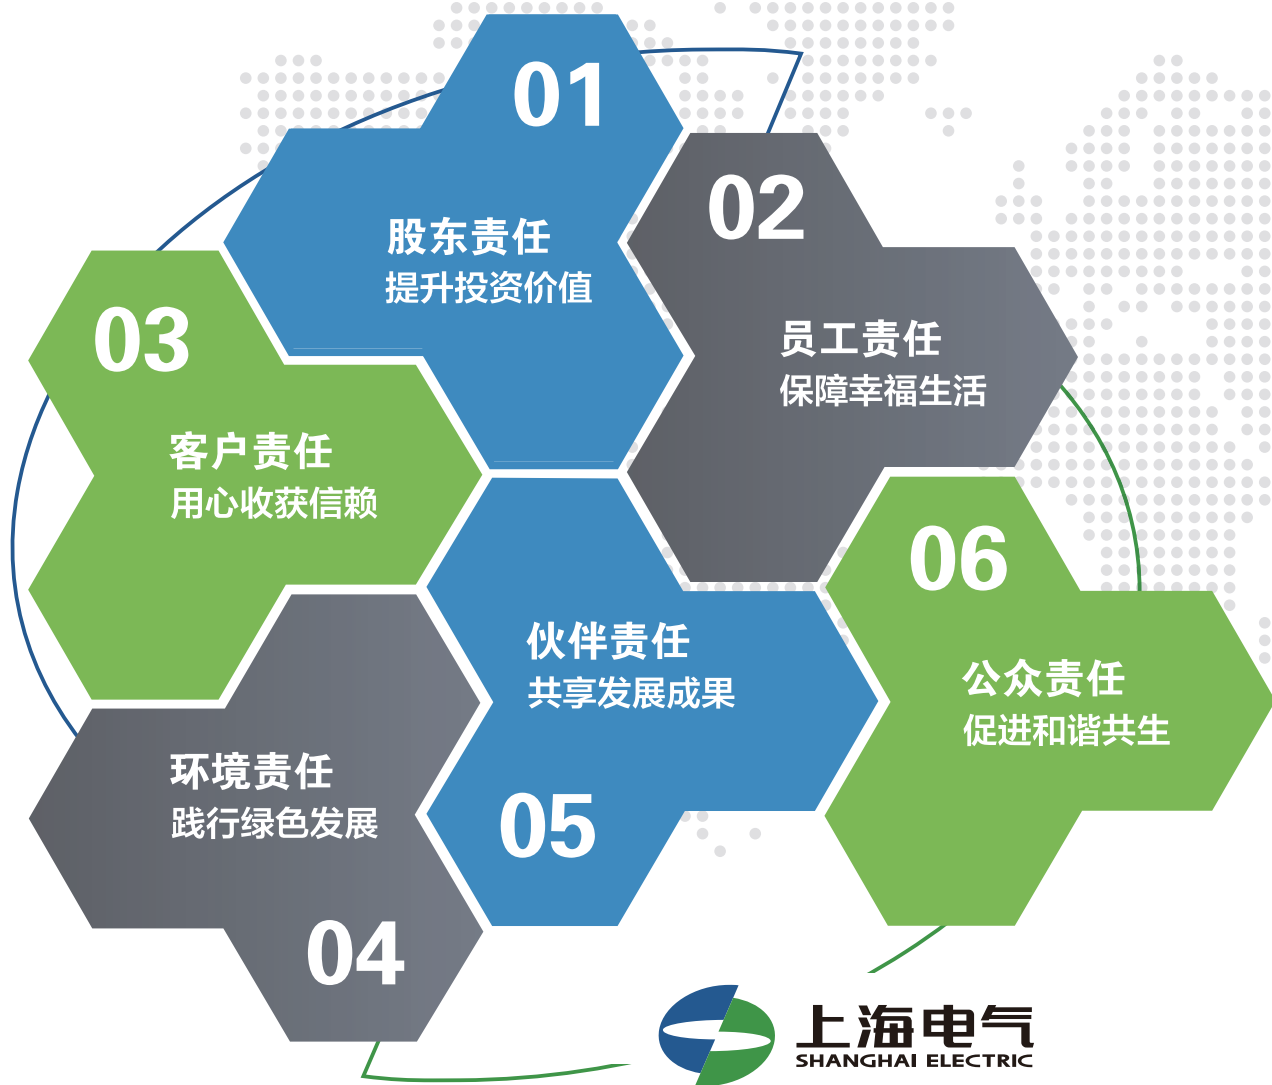 01
股东责任
提升投资价值
02
员工责任
保障幸福生活
03
客户责任
用心收获信赖
环境责任
践行绿色发展
04
伙伴责任
共享发展成果
05
06
公众责任
促进和谐共生
上海电气
SHANGHAI ELECTRIC